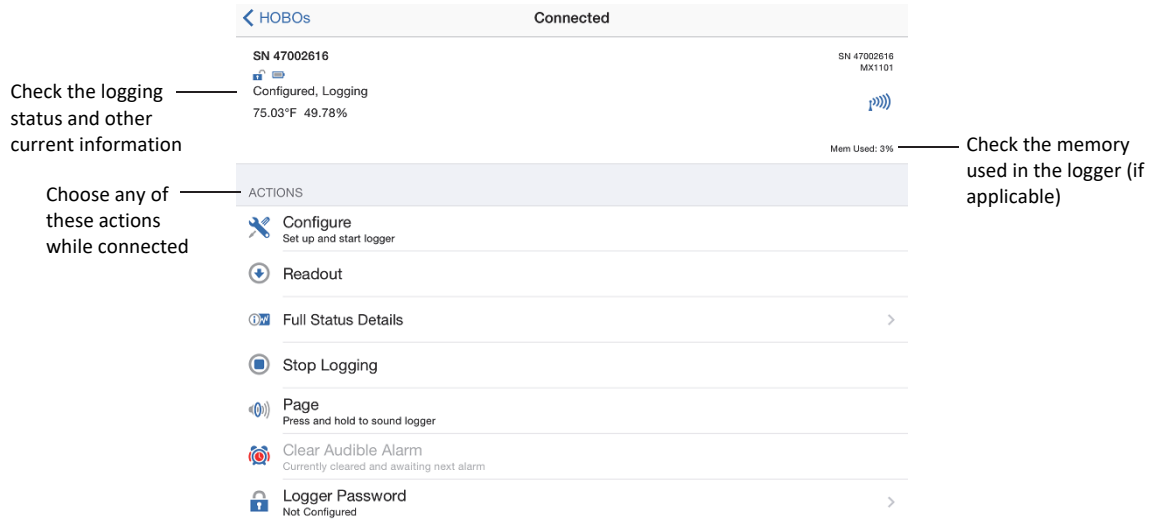 HOBOs
Connected
SN 47002616
SN 47002616
MX1101
Check the logging
status and other
current information
Configured, Logging
75.03°F 49.78%
Mem Used: 3%
Check the memory
used in the logger (if
applicable)
Choose any of
these actions
while connected
ACTIONS
Configure
Set up and start logger
Readout
Full Status Details
Stop Logging
Page
Press and hold to sound logger
Clear Audible Alarm
Currently cleared and awaiting next alarm
Logger Password
Not Configured